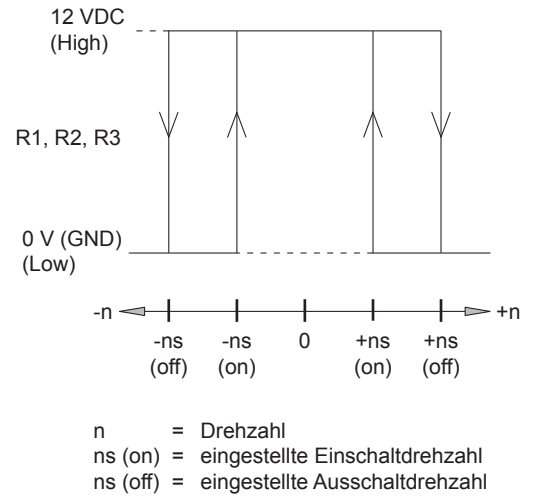 12 VDC
(High)
R1, R2, R3
0 V (GND)
(Low)
-n +n
-ns -ns 0 +ns +ns
(off) (on) (on) (off)
n = Drehzahl
ns (on) = eingestellte Einschaltdrehzahl
ns (off) = eingestellte Ausschaltdrehzahl